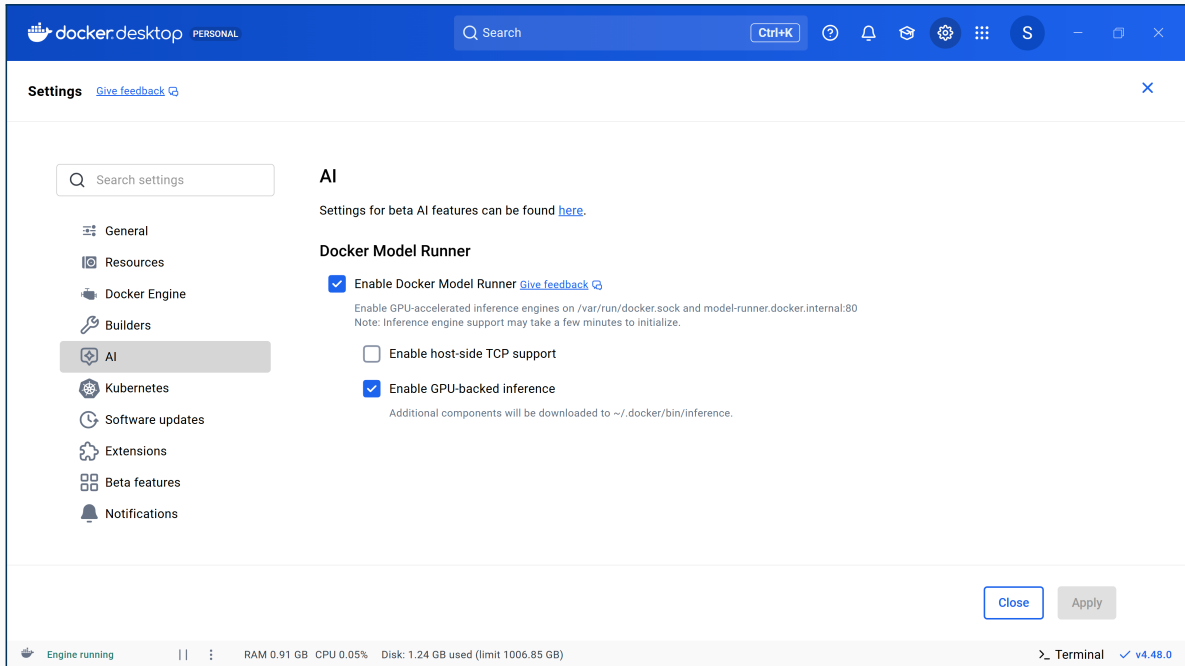 docker.desktop PERSONAL Search Ctrl+K S
Settings Give feedback
Search settings
General
Resources
Docker Engine
Builders
AI
Kubernetes
Software updates
Extensions
Beta features
Notifications
AI
Settings for beta AI features can be found here.
Docker Model Runner
Enable Docker Model Runner Give feedback
Enable GPU-accelerated inference engines on /var/run/docker.sock and model-runner.docker.internal:80
Note: Inference engine support may take a few minutes to initialize.
Enable host-side TCP support
Enable GPU-backed inference
Additional components will be downloaded to ~/.docker/bin/inference.
Close Apply
Engine running RAM 0.91 GB CPU 0.05% Disk: 1.24 GB used (limit 1006.85 GB) Terminal v4.48.0